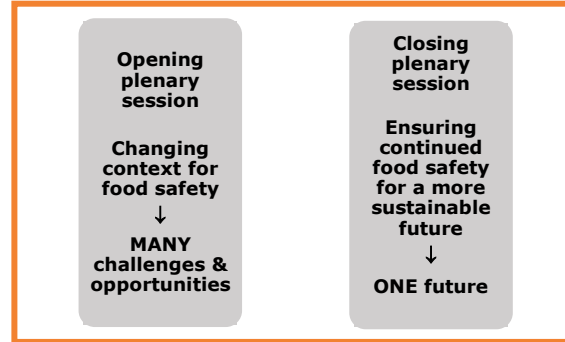 Opening
plenary
session
Changing
context for
food safety
↓
MANY
challenges &
opportunities
Closing
plenary
session
Ensuring
continued
food safety
for a more
sustainable
future
↓
ONE future